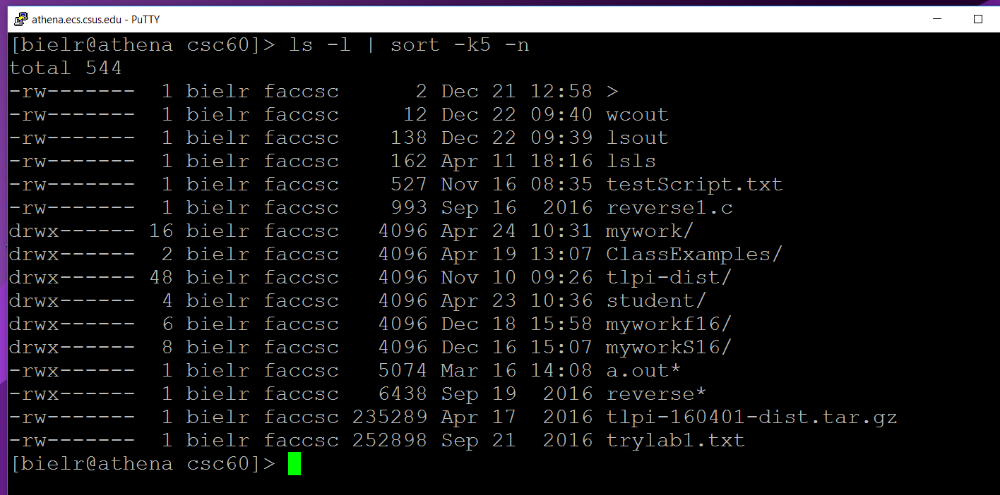 athena.ecs.csus.edu - PuTTY
[bielr@athena csc60]> ls -l | sort -k5 -n
total 544
-rw------- 1 bielr faccsc 2 Dec 21 12:58 >
-rw------- 1 bielr faccsc 12 Dec 22 09:40 wcout
-rw------- 1 bielr faccsc 138 Dec 22 09:39 lsout
-rw------- 1 bielr faccsc 162 Apr 11 18:16 lsls
-rw------- 1 bielr faccsc 527 Nov 16 08:35 testScript.txt
-rw------- 1 bielr faccsc 993 Sep 16 2016 reverse1.c
drwx------ 16 bielr faccsc 4096 Apr 24 10:31 mywork/
drwx------ 2 bielr faccsc 4096 Apr 19 13:07 ClassExamples/
drwx------ 48 bielr faccsc 4096 Nov 10 09:26 tlpi-dist/
drwx------ 4 bielr faccsc 4096 Apr 23 10:36 student/
drwx------ 6 bielr faccsc 4096 Dec 18 15:58 myworkf16/
drwx------ 8 bielr faccsc 4096 Dec 16 15:07 myworkS16/
-rwx------ 1 bielr faccsc 5074 Mar 16 14:08 a.out*
-rwx------ 1 bielr faccsc 6438 Sep 19 2016 reverse*
-rw------- 1 bielr faccsc 235289 Apr 17 2016 tlpi-160401-dist.tar.gz
-rw------- 1 bielr faccsc 252898 Sep 21 2016 trylab1.txt
[bielr@athena csc60]>